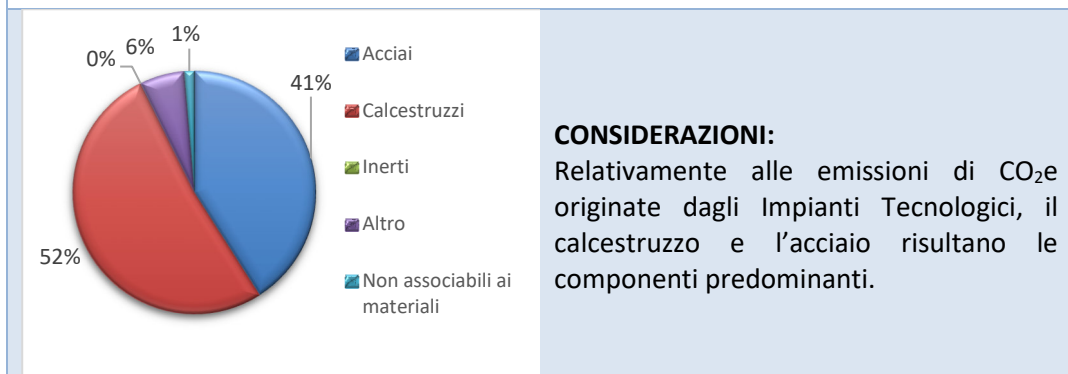 1%
6%
0%
41%
52%
Acciai
Calcestruzzi
Inerti
Altro
Non associabili ai
materiali
CONSIDERAZIONI:
Relativamente alle emissioni di CO₂e
originate dagli Impianti Tecnologici, il
calcestruzzo e l’acciaio risultano le
componenti predominanti.